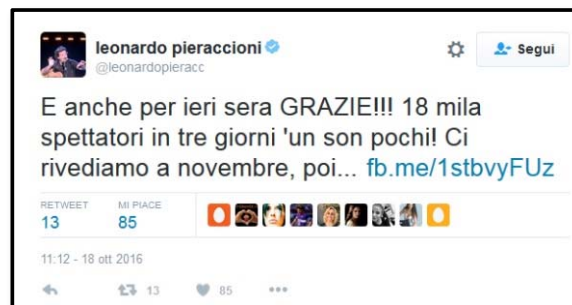 leonardo pieraccioni
@leonardopieracc
Segui
E anche per ieri sera GRAZIE!!! 18 mila
spettatori in tre giorni 'un son pochi! Ci
rivediamo a novembre, poi... fb.me/1stbvyFUz
RETWEET MI PIACE
13 85
11:12 - 18 ott 2016
13 85